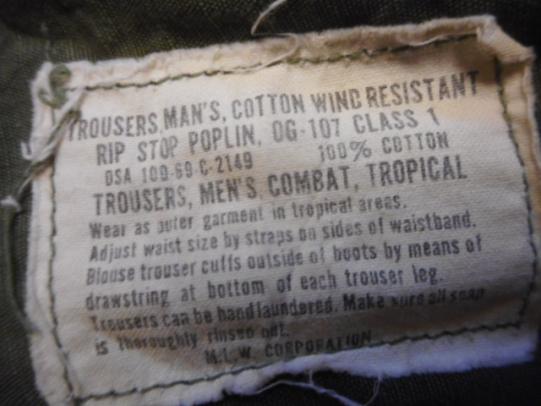 TROUSERS, MAN'S, COTTON WIND RESISTANT
RIP STOP POPLIN, OG-107 CLASS 1
DSA 109-69-C-2149 100% COTTON
TROUSERS, MEN'S, COMBAT, TROPICAL
Wear as outer garment in tropical areas.
Adjust waist size by straps on sides of waistband.
Blouse trouser cuffs outside of boots by means of
drawstring at bottom of each trouser leg.
Trousers can be handlaundered. Make sure all soap
is thoroughly rinsed out.
M.L.W. CORPORATION